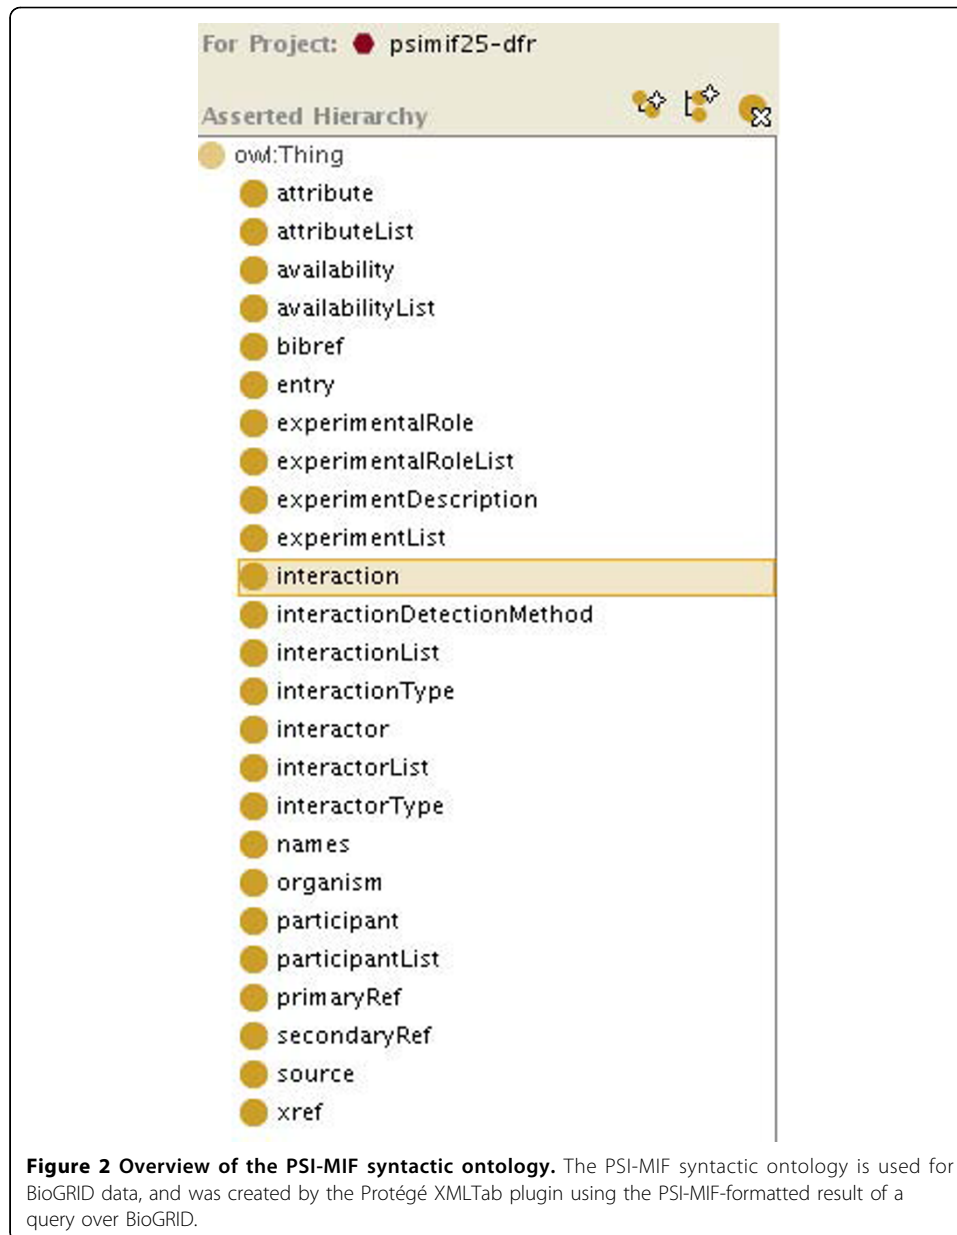 For Project: psimif25-dfr
Asserted Hierarchy
owl:Thing
attribute
attributeList
availability
availabilityList
bibref
entry
experimentalRole
experimentalRoleList
experimentDescription
experimentList
interaction
interactionDetectionMethod
interactionList
interactionType
interactor
interactorList
interactorType
names
organism
participant
participantList
primaryRef
secondaryRef
source
xref
Figure 2 Overview of the PSI-MIF syntactic ontology. The PSI-MIF syntactic ontology is used for
BioGRID data, and was created by the Protégé XMLTab plugin using the PSI-MIF-formatted result of a
query over BioGRID.